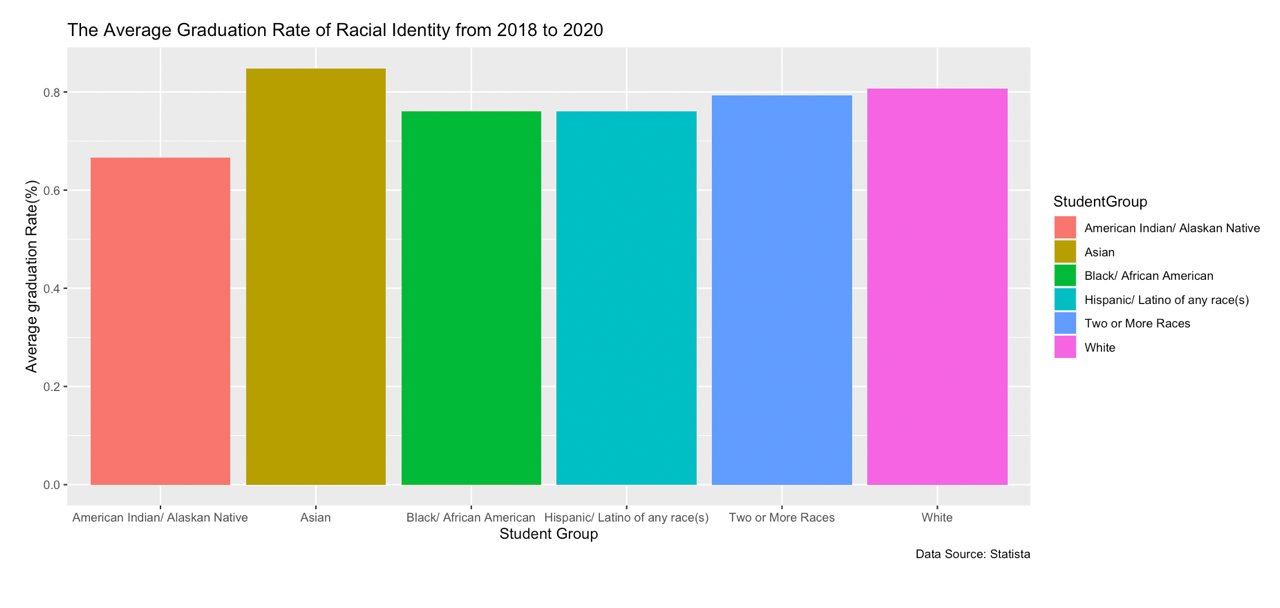 The Average Graduation Rate of Racial Identity from 2018 to 2020
Average graduation Rate(%)
0.8
0.6
0.4
0.2
0.0
American Indian/ Alaskan Native
Asian
Black/ African American
Hispanic/ Latino of any race(s)
Two or More Races
White
Student Group
Data Source: Statista
StudentGroup
American Indian/ Alaskan Native
Asian
Black/ African American
Hispanic/ Latino of any race(s)
Two or More Races
White